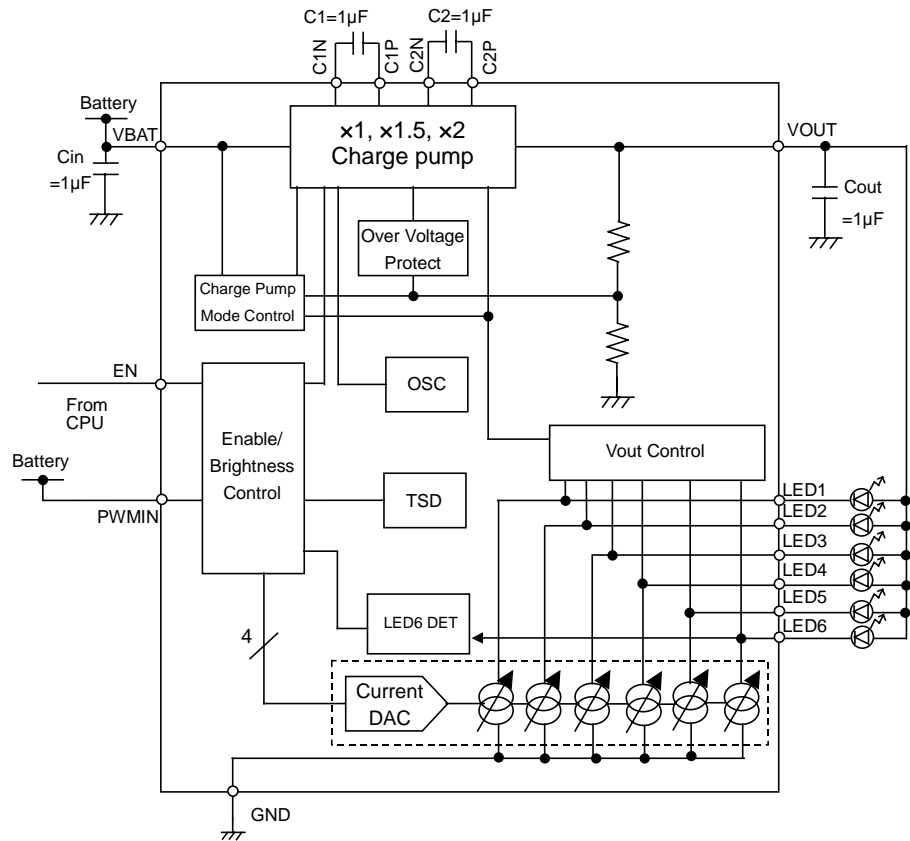 C1=1µF
C2=1µF
C1N
C1P
C2N
C2P
Battery
VBAT
Cin
=1µF
×1, ×1.5, ×2
Charge pump
VOUT
Cout
=1µF
Over Voltage
Protect
Charge Pump
Mode Control
EN
From
CPU
OSC
Enable/
Brightness
Control
Vout Control
Battery
PWMIN
TSD
LED1
LED2
LED3
LED4
LED5
LED6
LED6 DET
4
Current
DAC
GND